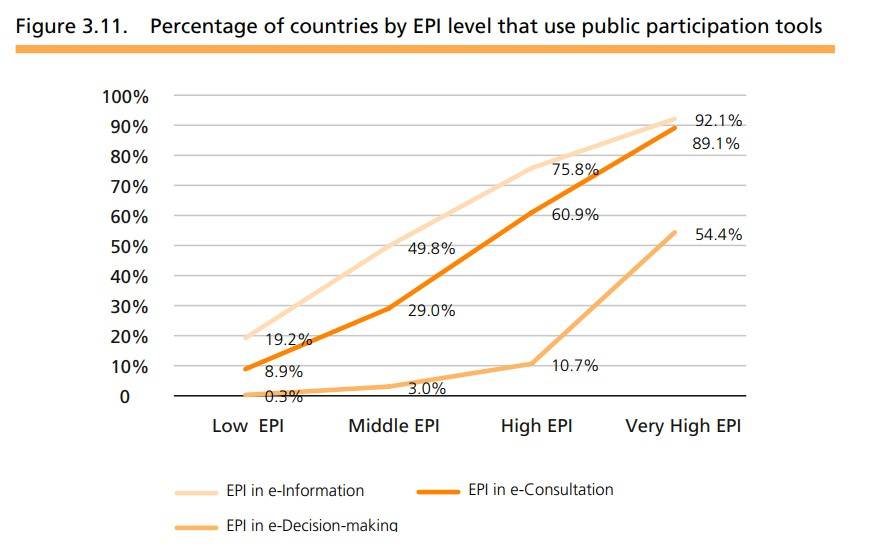 Figure 3.11. Percentage of countries by EPI level that use public participation tools
100%
90%
80%
70%
60%
50%
40%
30%
20%
10%
0
92.1%
89.1%
75.8%
60.9%
54.4%
49.8%
29.0%
19.2%
8.9%
10.7%
0.3%
3.0%
Low EPI
Middle EPI
High EPI
Very High EPI
EPI in e-Information
EPI in e-Consultation
EPI in e-Decision-making